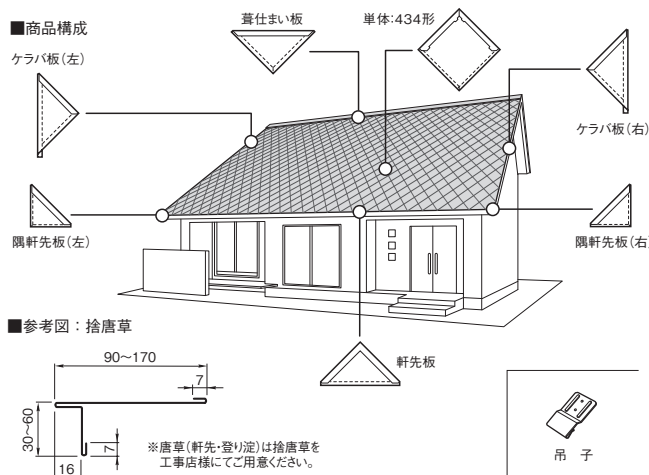 ■商品構成
葺仕まい板
単体:434形
ケラバ板(左)
ケラバ板(右)
隅軒先板(左)
隅軒先板(右)
軒先板
■参考図：捨唐草
90〜170
7
30〜60
7
16
※唐草(軒先・登り淀)は捨唐草を
工事店様にてご用意ください。
吊 子